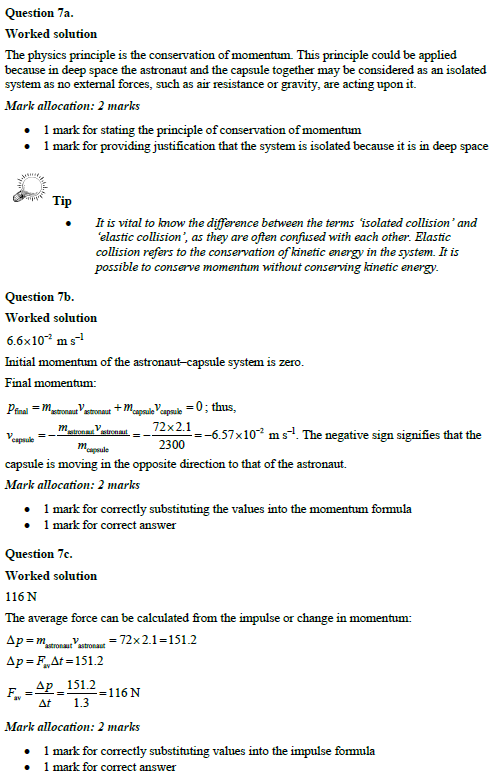 Question 7a.
Worked solution
The physics principle is the conservation of momentum. This principle could be applied
because in deep space the astronaut and the capsule together may be considered as an isolated
system as no external forces, such as air resistance or gravity, are acting upon it.
Mark allocation: 2 marks
• 1 mark for stating the principle of conservation of momentum
• 1 mark for providing justification that the system is isolated because it is in deep space
Tip
• It is vital to know the difference between the terms ‘isolated collision’ and
‘elastic collision’, as they are often confused with each other. Elastic
collision refers to the conservation of kinetic energy in the system. It is
possible to conserve momentum without conserving kinetic energy.
Question 7b.
Worked solution
6.6×10⁻² m s⁻¹
Initial momentum of the astronaut–capsule system is zero.
Final momentum:
p_final = m_astronaut v_astronaut + m_capsule v_capsule = 0; thus,
v_capsule = −(m_astronaut v_astronaut)/(m_capsule) = −(72×2.1)/2300 = −6.57×10⁻² m s⁻¹. The negative sign signifies that the
capsule is moving in the opposite direction to that of the astronaut.
Mark allocation: 2 marks
• 1 mark for correctly substituting the values into the momentum formula
• 1 mark for correct answer
Question 7c.
Worked solution
116 N
The average force can be calculated from the impulse or change in momentum:
Δp = m_astronaut v_astronaut = 72×2.1 = 151.2
Δp = F_av Δt = 151.2
F_av = Δp/Δt = 151.2/1.3 = 116 N
Mark allocation: 2 marks
• 1 mark for correctly substituting values into the impulse formula
• 1 mark for correct answer